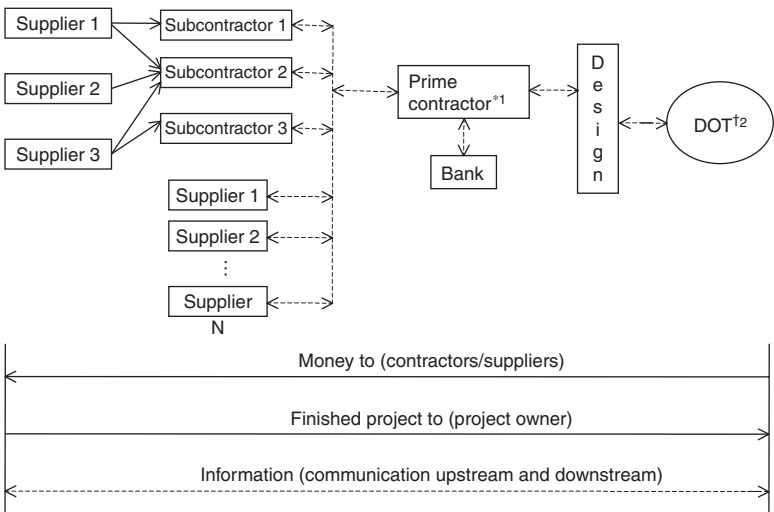 Supplier 1
Subcontractor 1
Supplier 2
Subcontractor 2
Supplier 3
Subcontractor 3
Supplier 1
Supplier 2
⋮
Supplier
N
Prime
contractor*1
Bank
D
e
s
i
g
n
DOT†2
Money to (contractors/suppliers)
Finished project to (project owner)
Information (communication upstream and downstream)